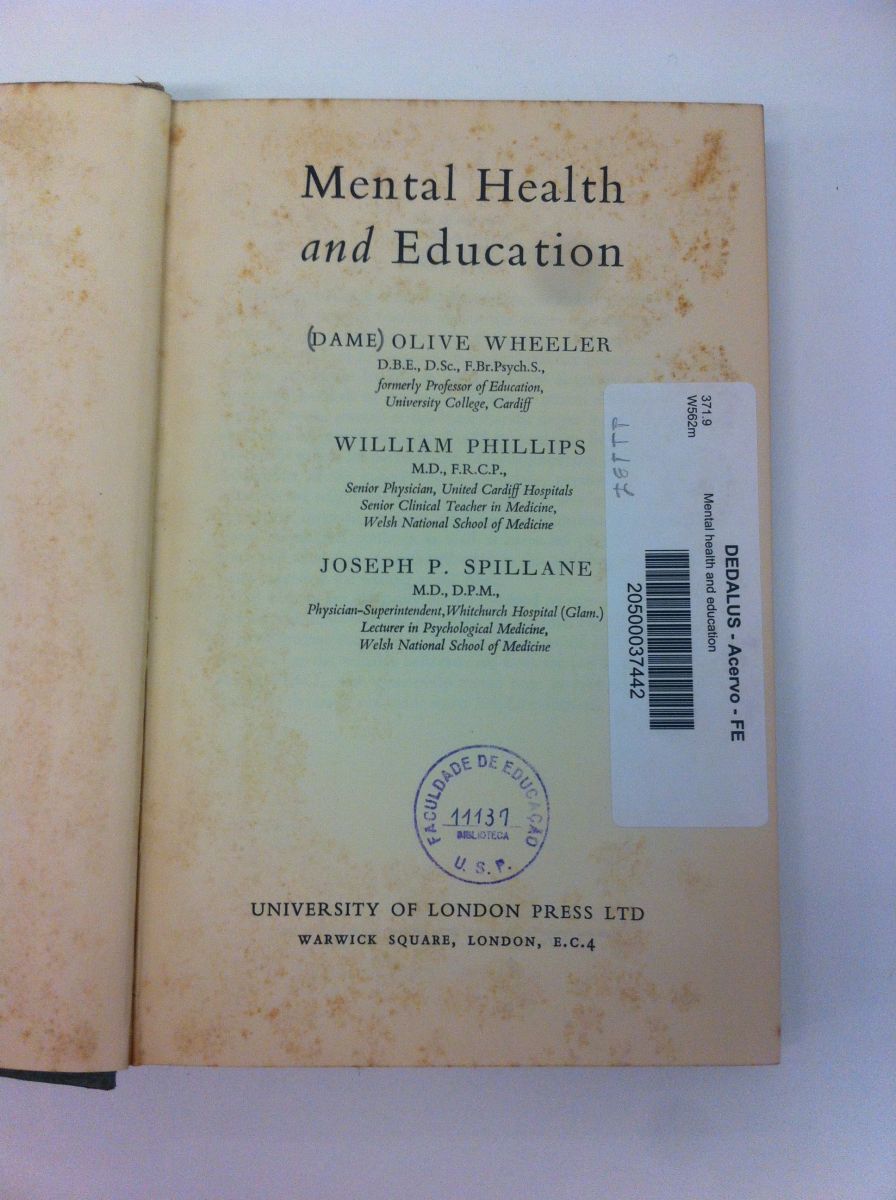 Mental Health
and Education
(DAME) OLIVE WHEELER
D.B.E., D.Sc., F.Br.Psych.S.,
formerly Professor of Education,
University College, Cardiff
WILLIAM PHILLIPS
M.D., F.R.C.P.,
Senior Physician, United Cardiff Hospitals
Senior Clinical Teacher in Medicine,
Welsh National School of Medicine
JOSEPH P. SPILLANE
M.D., D.P.M.,
Physician-Superintendent, Whitchurch Hospital (Glam.)
Lecturer in Psychological Medicine,
Welsh National School of Medicine
FACULDADE DE EDUCAÇÃO
11137
BIBLIOTECA
U. S. P.
UNIVERSITY OF LONDON PRESS LTD
WARWICK SQUARE, LONDON, E.C.4
DEDALUS - Acervo - FE
Mental health and education
371.9
W562m
20500037442